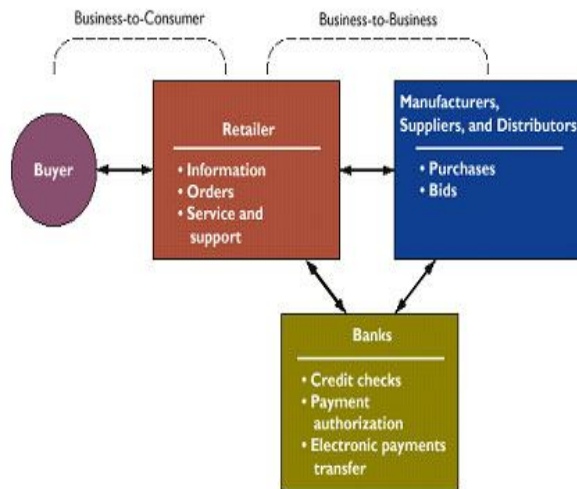 Business-to-Consumer
Business-to-Business
Buyer
Retailer
• Information
• Orders
• Service and
support
Manufacturers,
Suppliers, and Distributors
• Purchases
• Bids
Banks
• Credit checks
• Payment
authorization
• Electronic payments
transfer